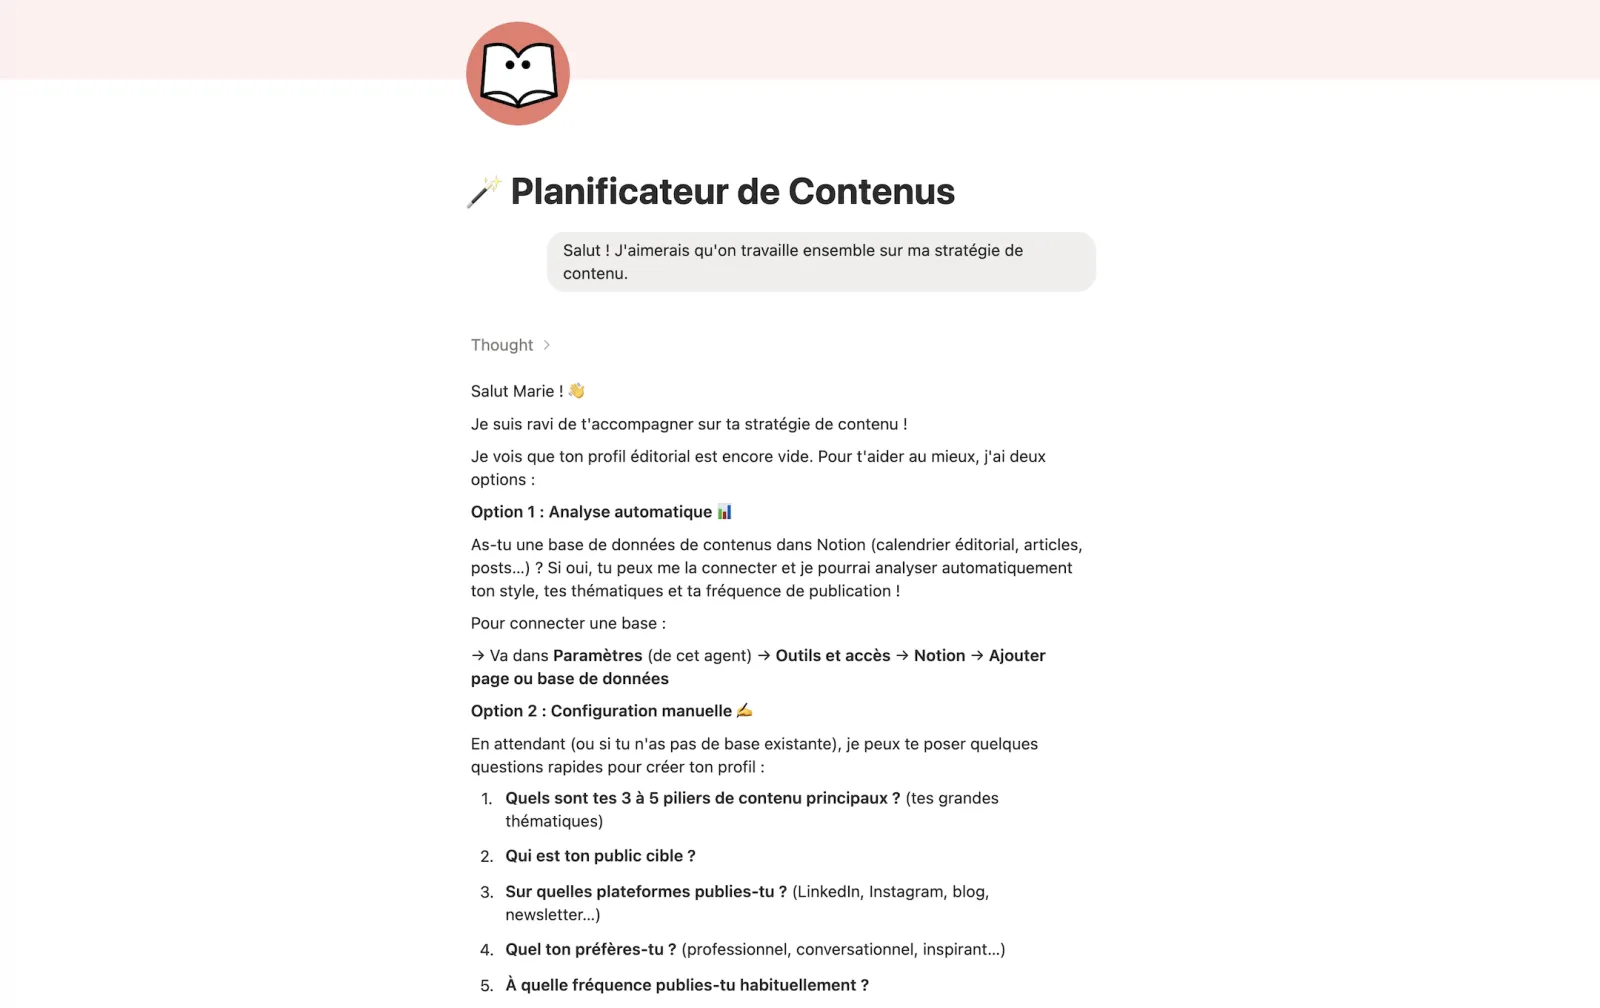 Planificateur de Contenus
Salut ! J'aimerais qu'on travaille ensemble sur ma stratégie de
contenu.
Thought >
Salut Marie ! 👋
Je suis ravi de t'accompagner sur ta stratégie de contenu !
Je vois que ton profil éditorial est encore vide. Pour t'aider au mieux, j'ai deux
options :
Option 1 : Analyse automatique 📊
As-tu une base de données de contenus dans Notion (calendrier éditorial, articles,
posts...) ? Si oui, tu peux me la connecter et je pourrai analyser automatiquement
ton style, tes thématiques et ta fréquence de publication !
Pour connecter une base :
→ Va dans Paramètres (de cet agent) → Outils et accès → Notion → Ajouter
page ou base de données
Option 2 : Configuration manuelle ✍️
En attendant (ou si tu n'as pas de base existante), je peux te poser quelques
questions rapides pour créer ton profil :
1. Quels sont tes 3 à 5 piliers de contenu principaux ? (tes grandes
thématiques)
2. Qui est ton public cible ?
3. Sur quelles plateformes publies-tu ? (LinkedIn, Instagram, blog,
newsletter...)
4. Quel ton préfères-tu ? (professionnel, conversationnel, inspirant...)
5. À quelle fréquence publies-tu habituellement ?